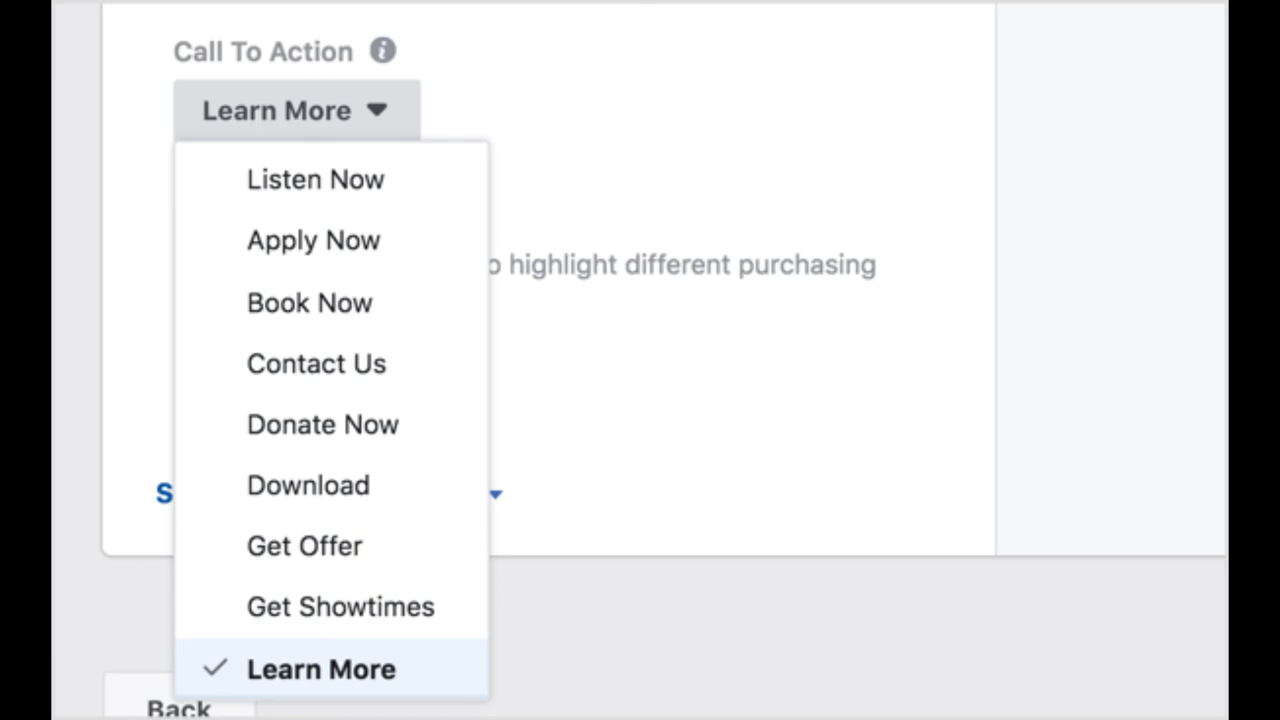 Call To Action
Learn More
Listen Now
Apply Now
highlight different purchasing
Book Now
Contact Us
Donate Now
Download
Get Offer
Get Showtimes
Learn More
Back